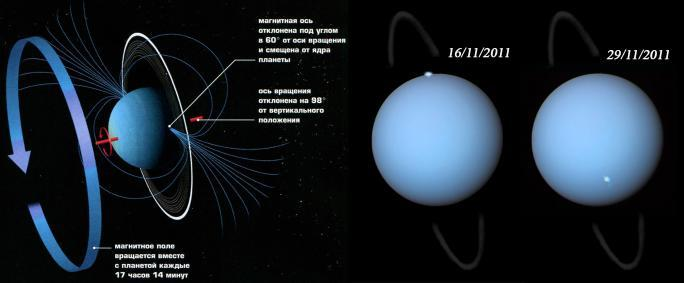 магнитная ось
отклонена под углом
в 60° от оси вращения
и смещена от ядра
планеты
ось вращения
отклонена на 98°
от вертикального
положения
магнитное поле
вращается вместе
с планетой каждые
17 часов 14 минут
16/11/2011
29/11/2011